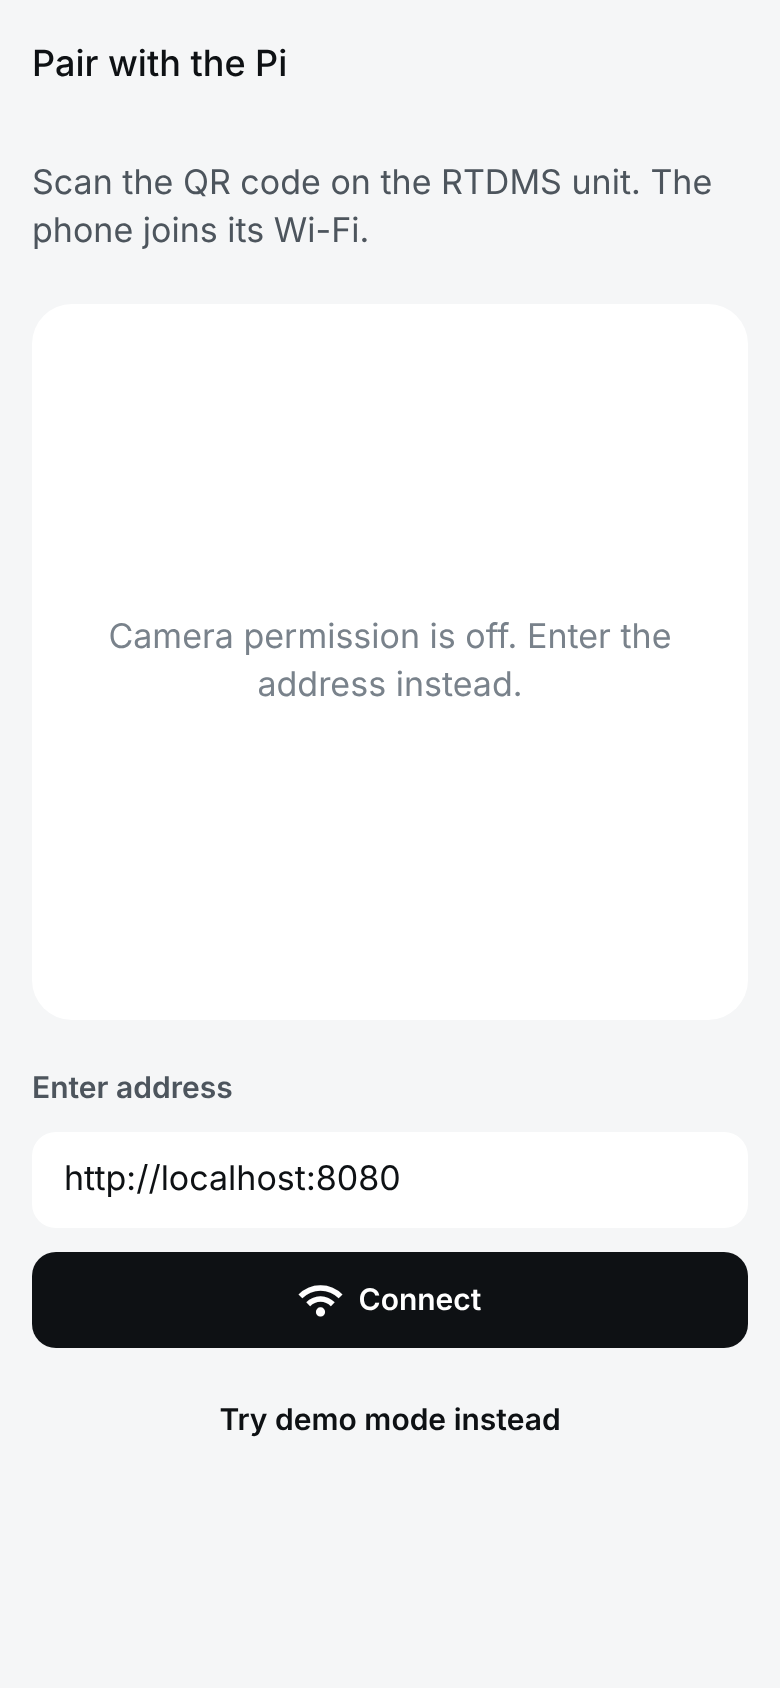 Pair with the Pi
Scan the QR code on the RTDMS unit. The
phone joins its Wi-Fi.
Camera permission is off. Enter the
address instead.
Enter address
http://localhost:8080
Connect
Try demo mode instead